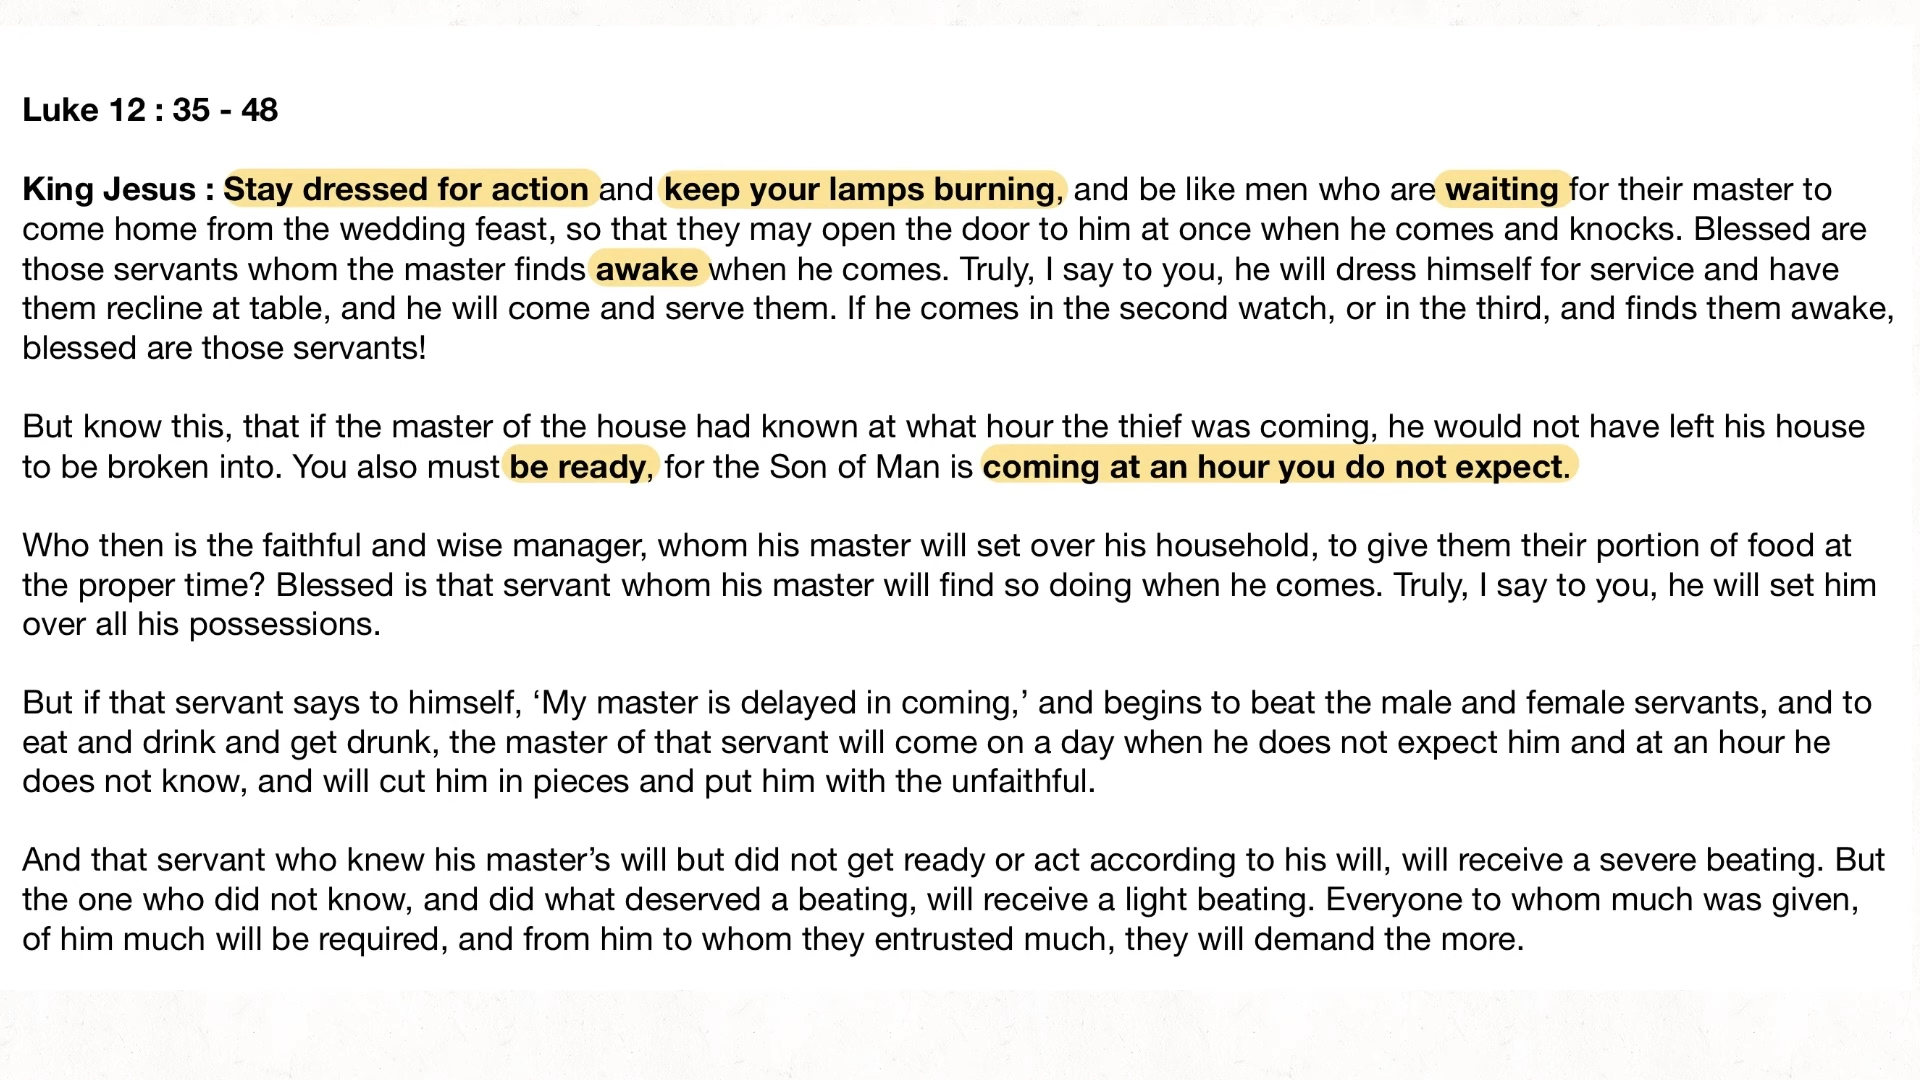 Luke 12 : 35 - 48
King Jesus : Stay dressed for action and keep your lamps burning, and be like men who are waiting for their master to
come home from the wedding feast, so that they may open the door to him at once when he comes and knocks. Blessed are
those servants whom the master finds awake when he comes. Truly, I say to you, he will dress himself for service and have
them recline at table, and he will come and serve them. If he comes in the second watch, or in the third, and finds them awake,
blessed are those servants!
But know this, that if the master of the house had known at what hour the thief was coming, he would not have left his house
to be broken into. You also must be ready, for the Son of Man is coming at an hour you do not expect.
Who then is the faithful and wise manager, whom his master will set over his household, to give them their portion of food at
the proper time? Blessed is that servant whom his master will find so doing when he comes. Truly, I say to you, he will set him
over all his possessions.
But if that servant says to himself, ‘My master is delayed in coming,’ and begins to beat the male and female servants, and to
eat and drink and get drunk, the master of that servant will come on a day when he does not expect him and at an hour he
does not know, and will cut him in pieces and put him with the unfaithful.
And that servant who knew his master’s will but did not get ready or act according to his will, will receive a severe beating. But
the one who did not know, and did what deserved a beating, will receive a light beating. Everyone to whom much was given,
of him much will be required, and from him to whom they entrusted much, they will demand the more.